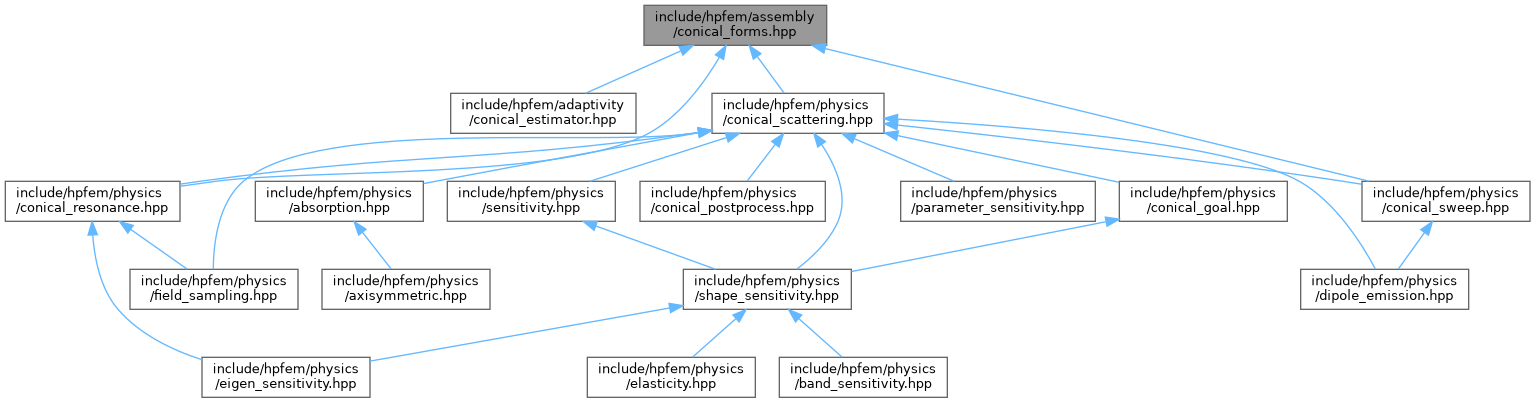 include/hpfem/assembly
/conical_forms.hpp
include/hpfem/adaptivity
/conical_estimator.hpp
include/hpfem/physics
/conical_scattering.hpp
include/hpfem/physics
/conical_resonance.hpp
include/hpfem/physics
/absorption.hpp
include/hpfem/physics
/sensitivity.hpp
include/hpfem/physics
/conical_postprocess.hpp
include/hpfem/physics
/parameter_sensitivity.hpp
include/hpfem/physics
/conical_goal.hpp
include/hpfem/physics
/conical_sweep.hpp
include/hpfem/physics
/field_sampling.hpp
include/hpfem/physics
/axisymmetric.hpp
include/hpfem/physics
/shape_sensitivity.hpp
include/hpfem/physics
/dipole_emission.hpp
include/hpfem/physics
/eigen_sensitivity.hpp
include/hpfem/physics
/elasticity.hpp
include/hpfem/physics
/band_sensitivity.hpp